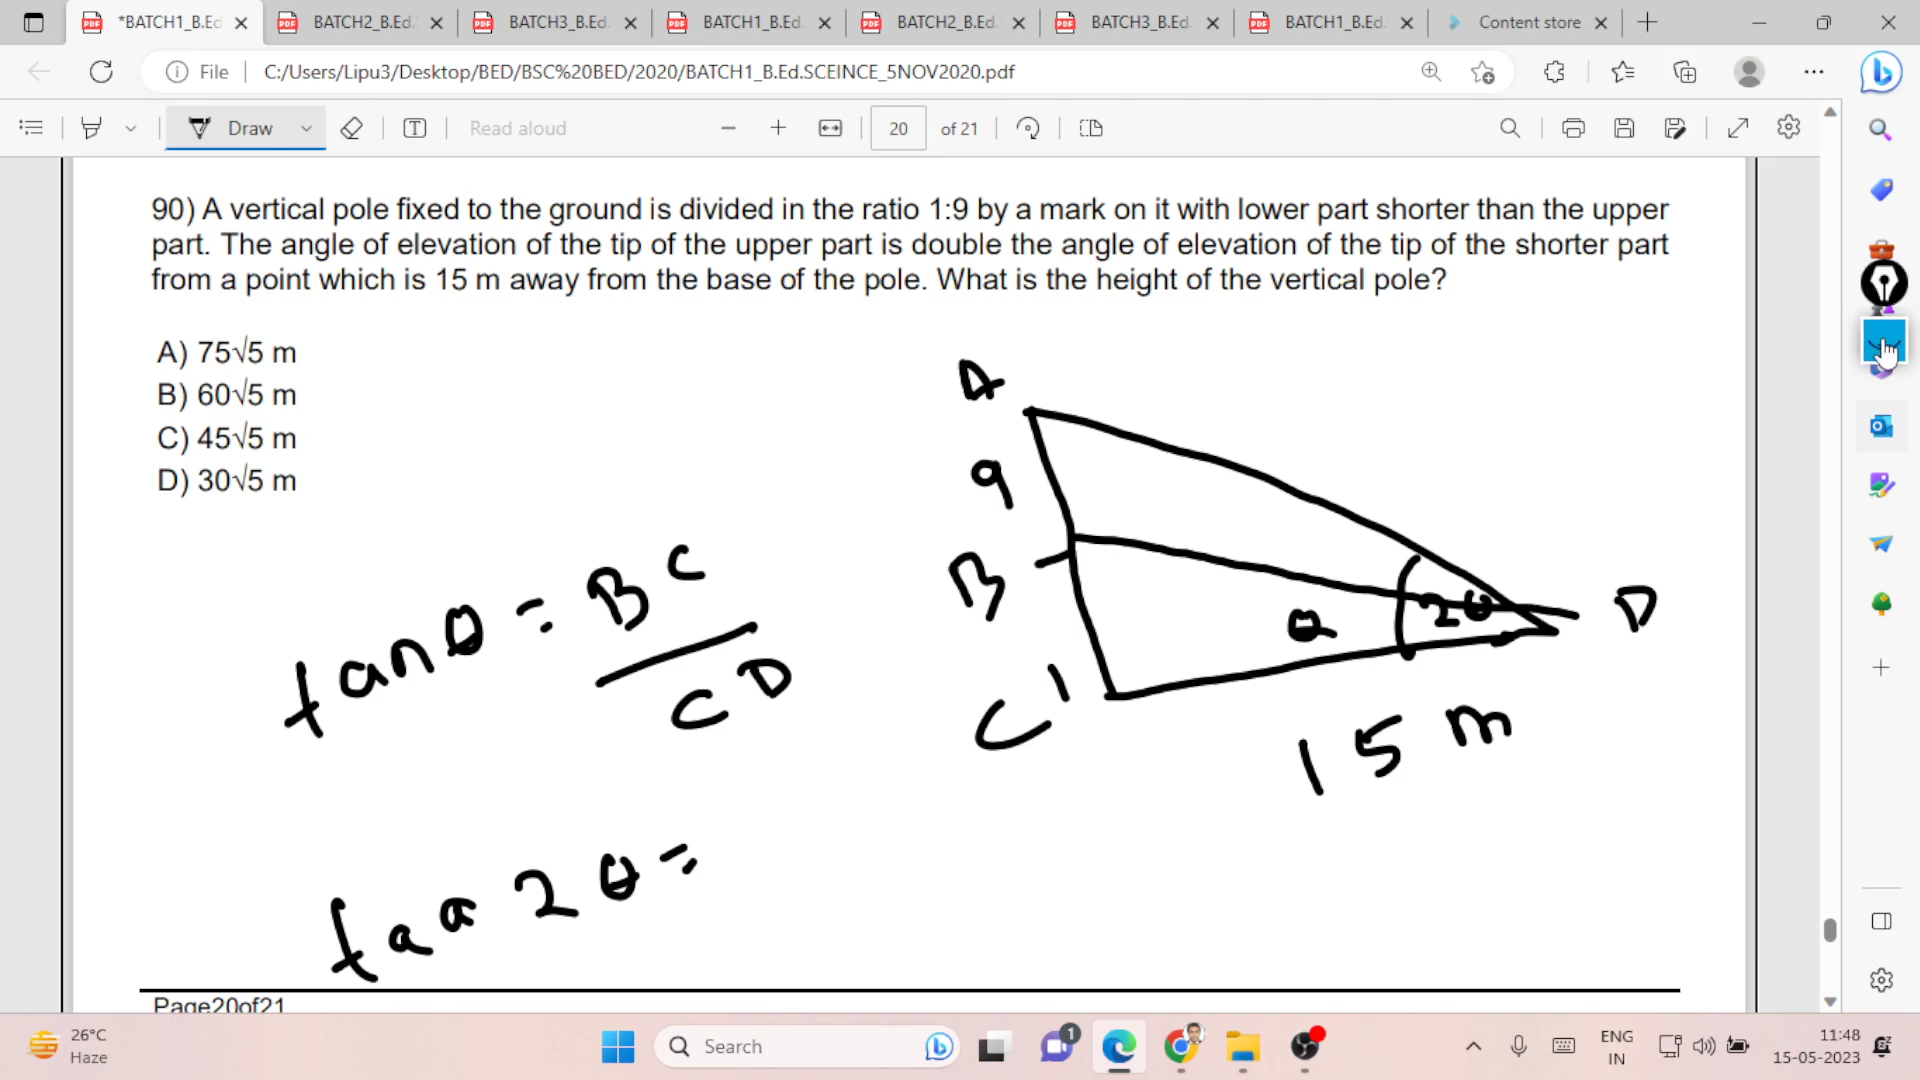 *BATCH1_B.Ed
BATCH2_B.Ed.
BATCH3_B.Ed.
BATCH1_B.Ed.
BATCH2_B.Ed.
BATCH3_B.Ed.
BATCH1_B.Ed.
Content store
File
C:/Users/Lipu3/Desktop/BED/BSC%20BED/2020/BATCH1_B.Ed.SCEINCE_5NOV2020.pdf
Draw
Read aloud
20
of 21
90) A vertical pole fixed to the ground is divided in the ratio 1:9 by a mark on it with lower part shorter than the upper
part. The angle of elevation of the tip of the upper part is double the angle of elevation of the tip of the shorter part
from a point which is 15 m away from the base of the pole. What is the height of the vertical pole?
A) 75√5 m
B) 60√5 m
C) 45√5 m
D) 30√5 m
A
9
B
C
1
θ
2θ
D
15 m
tan θ = BC
CD
tan 2θ =
Page20of21
26°C
Haze
Search
1
ENG
IN
11:48
15-05-2023